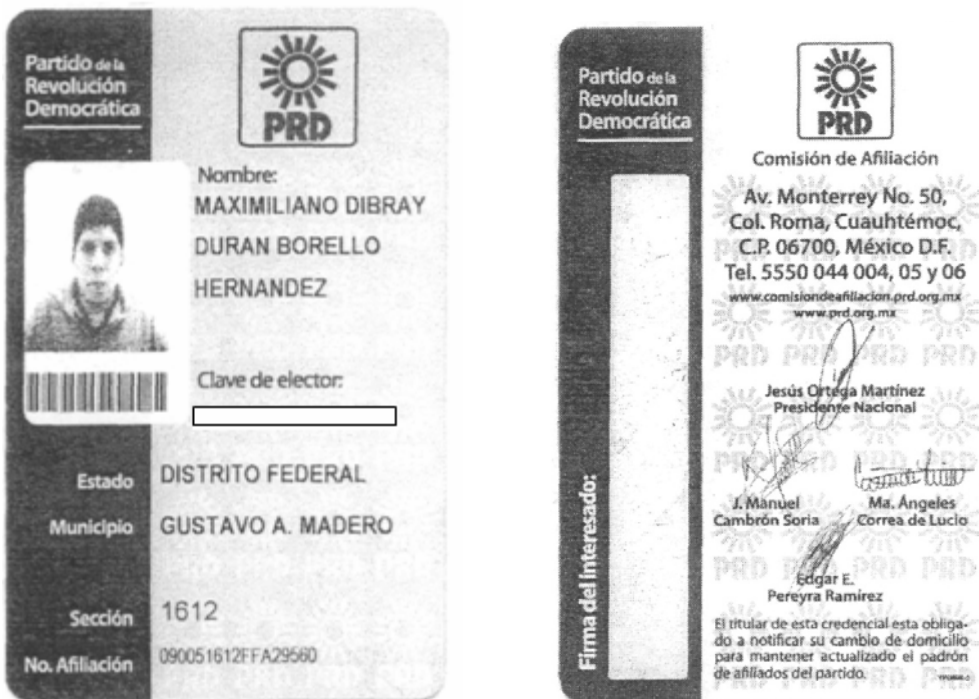 Partido de la
Revolución
Democrática
PRD
Nombre:
MAXIMILIANO DIBRAY
DURAN BORELLO
HERNANDEZ
Clave de elector:
Estado DISTRITO FEDERAL
Municipio GUSTAVO A. MADERO
Sección 1612
No. Afiliación 090051612FFA29560
Partido de la
Revolución
Democrática
PRD
Comisión de Afiliación
Av. Monterrey No. 50,
Col. Roma, Cuauhtémoc,
C.P. 06700, México D.F.
Tel. 5550 044 004, 05 y 06
www.comisiondeafiliacion.prd.org.mx
www.prd.org.mx
Jesús Ortega Martínez
Presidente Nacional
J. Manuel
Cambrón Soria
Ma. Ángeles
Correa de Lucio
Edgar E.
Pereyra Ramírez
El titular de esta credencial esta obliga-
do a notificar su cambio de domicilio
para mantener actualizado el padrón
de afiliados del partido.
Firma del interesado: